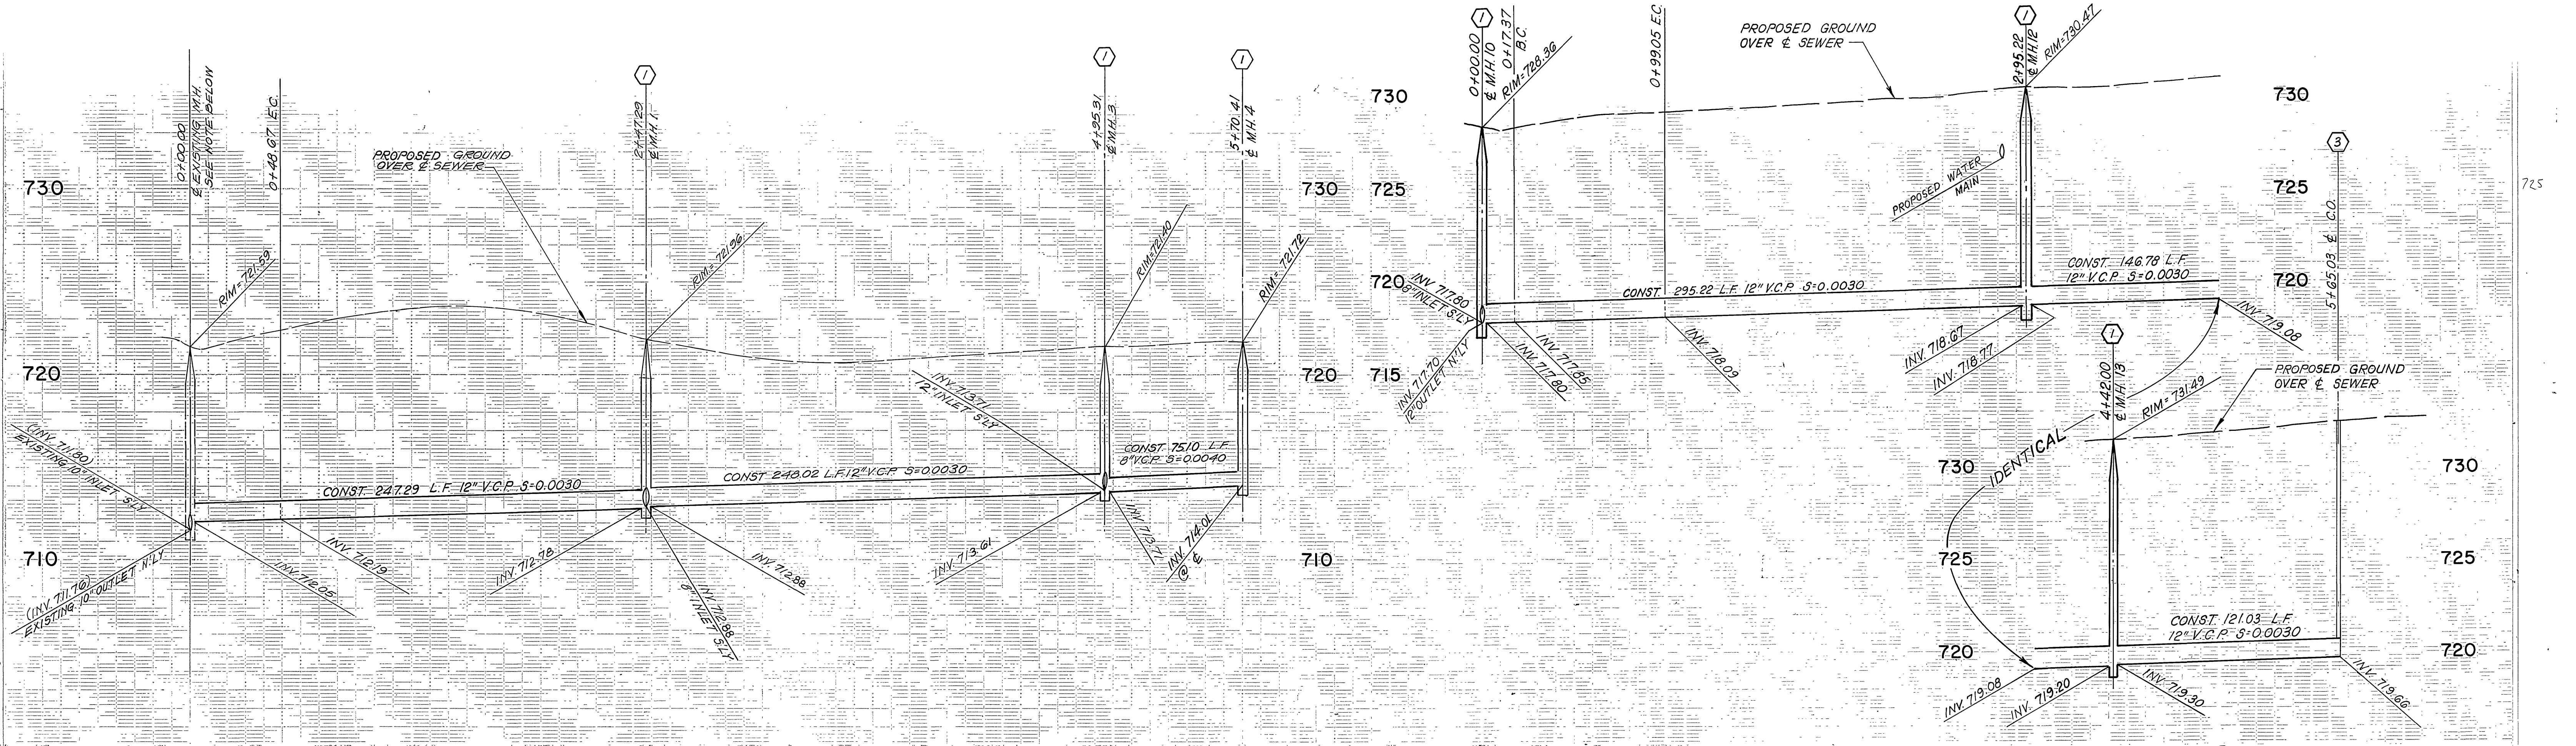 0+00.00
℄ EXISTING M.H.
SEE NOTE BELOW
0+48.67 E.C.
1
2+47.29
℄ M.H. 1
1
4+95.31
℄ M.H. 3
1
5+70.41
℄ M.H. 4
PROPOSED GROUND
OVER ℄ SEWER
730
730
720
720
710
710
RIM=721.59
RIM=721.96
RIM=721.40
RIM=721.72
(INV. 711.80)
EXISTING 10" INLET S'LY
(INV. 711.76)
EXISTING 10" OUTLET N'LY
CONST. 247.29 L.F. 12" V.C.P. S=0.0030
CONST 248.02 L.F. 12" V.C.P. S=0.0030
CONST 75.10 L.F.
8" V.C.P. S=0.0040
INV. 713.71
12" INLET S'LY
INV. 712.05
INV. 712.19
INV. 712.78
INV. 712.88
8" INLET S'LY
INV. 712.88
INV. 713.61
INV. 713.71
INV. 714.01
@ ℄
1
0+00.00
℄ M.H. 10
0+17.37
B.C.
RIM=728.36
0+99.05 E.C.
PROPOSED GROUND
OVER ℄ SEWER
1
2+95.22
℄ M.H. 12
RIM=730.47
730
730
725
725
725
720
720
715
PROPOSED WATER
MAIN
INV 717.80
8" INLET S'LY
INV. 717.70
12" OUTLET N'LY
CONST. 295.22 L.F. 12" V.C.P. S=0.0030
CONST. 146.78 L.F.
12" V.C.P. S=0.0030
INV. 717.80
INV. 717.85
INV. 718.09
INV. 718.67
INV. 718.77
INV. 719.08
3
5+65.03 ℄ C.O.
1
4+42.00
℄ M.H. 13
RIM=731.49
PROPOSED GROUND
OVER ℄ SEWER
IDENTICAL
730
730
725
725
720
720
CONST. 121.03 L.F.
12" V.C.P. S=0.0030
INV. 719.08
INV. 719.20
INV. 719.30
INV. 719.66